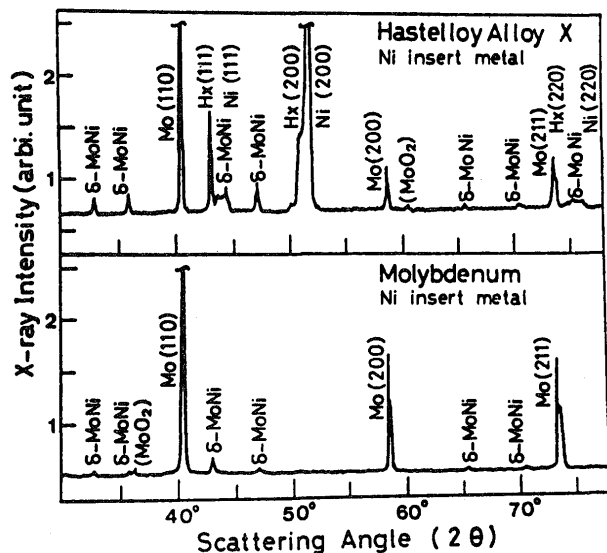 Hastelloy Alloy X
Ni insert metal
2
1
δ-MoNi
δ-MoNi
Mo (110)
Hx (111)
δ-MoNi
Ni (111)
δ-MoNi
Hx (200)
Ni (200)
Mo (200)
(MoO₂)
δ-MoNi
δ-MoNi
Mo (211)
Hx (220)
δ-MoNi
Ni (220)
X-ray Intensity (arbi. unit)
Molybdenum
Ni insert metal
2
1
δ-MoNi
δ-MoNi
(MoO₂)
Mo (110)
δ-MoNi
δ-MoNi
Mo (200)
δ-MoNi
δ-MoNi
Mo (211)
40° 50° 60° 70°
Scattering Angle (2θ)